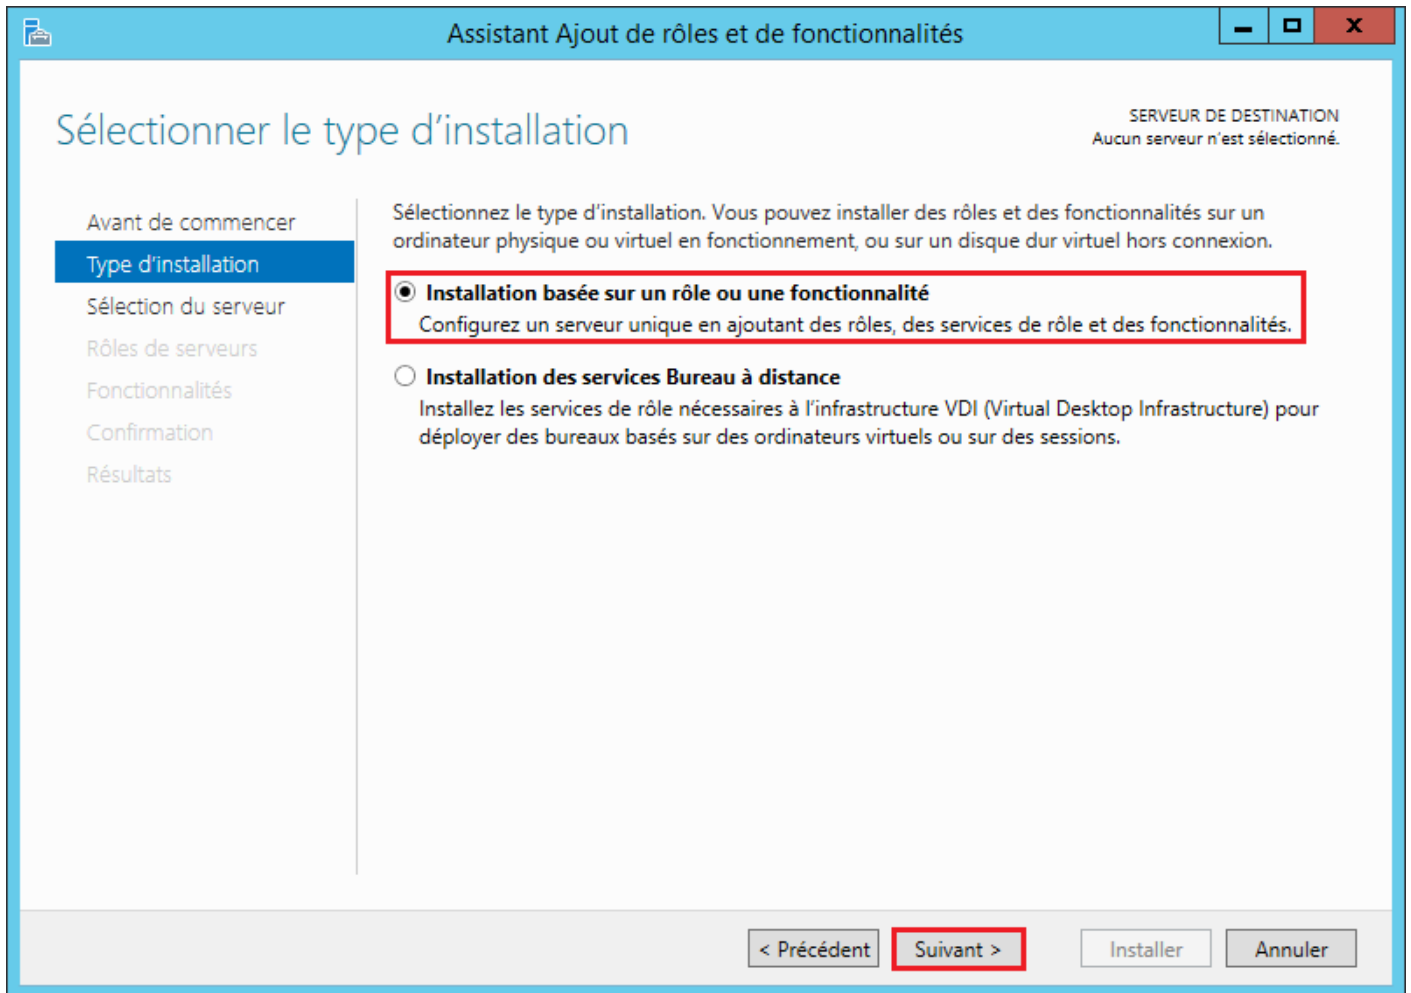 Assistant Ajout de rôles et de fonctionnalités
X
Sélectionner le type d’installation
SERVEUR DE DESTINATION
Aucun serveur n’est sélectionné.
Avant de commencer
Type d’installation
Sélection du serveur
Rôles de serveurs
Fonctionnalités
Confirmation
Résultats
Sélectionnez le type d’installation. Vous pouvez installer des rôles et des fonctionnalités sur un
ordinateur physique ou virtuel en fonctionnement, ou sur un disque dur virtuel hors connexion.
Installation basée sur un rôle ou une fonctionnalité
Configurez un serveur unique en ajoutant des rôles, des services de rôle et des fonctionnalités.
Installation des services Bureau à distance
Installez les services de rôle nécessaires à l’infrastructure VDI (Virtual Desktop Infrastructure) pour
déployer des bureaux basés sur des ordinateurs virtuels ou sur des sessions.
< Précédent
Suivant >
Installer
Annuler